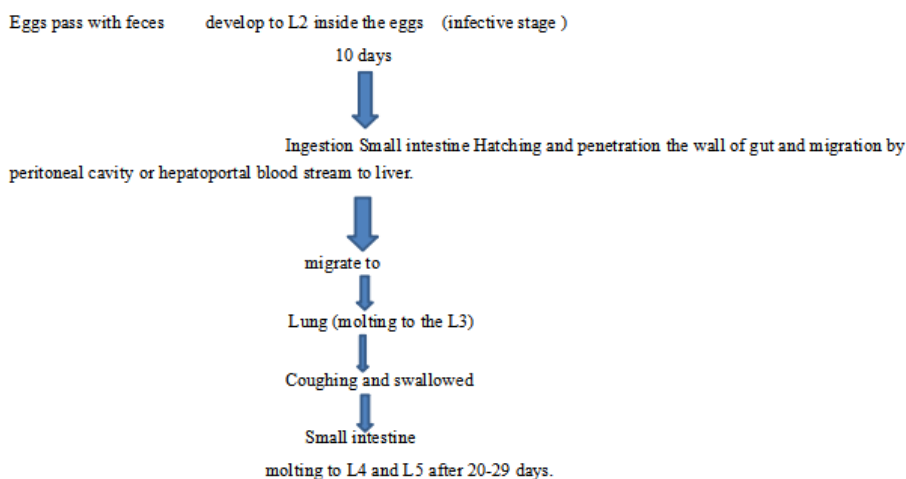 Eggs pass with feces develop to L2 inside the eggs (infective stage )
10 days
Ingestion Small intestine Hatching and penetration the wall of gut and migration by
peritoneal cavity or hepatoportal blood stream to liver.
migrate to
Lung (molting to the L3)
Coughing and swallowed
Small intestine
molting to L4 and L5 after 20-29 days.